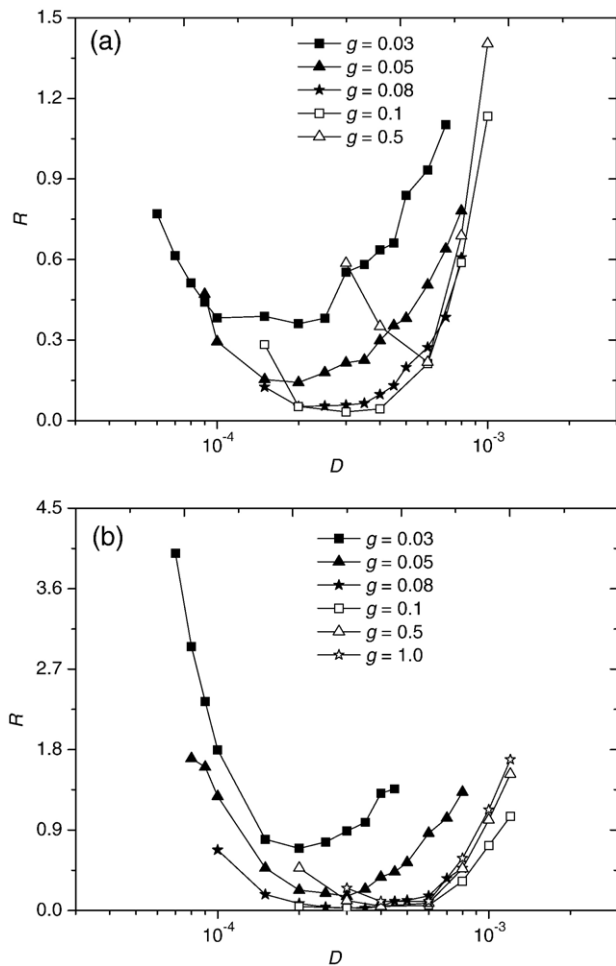 (a)
g = 0.03
g = 0.05
g = 0.08
g = 0.1
g = 0.5
1.5
1.2
0.9
0.6
0.3
0.0
R
10⁻⁴
10⁻³
D
(b)
g = 0.03
g = 0.05
g = 0.08
g = 0.1
g = 0.5
g = 1.0
4.5
3.6
2.7
1.8
0.9
0.0
R
10⁻⁴
10⁻³
D